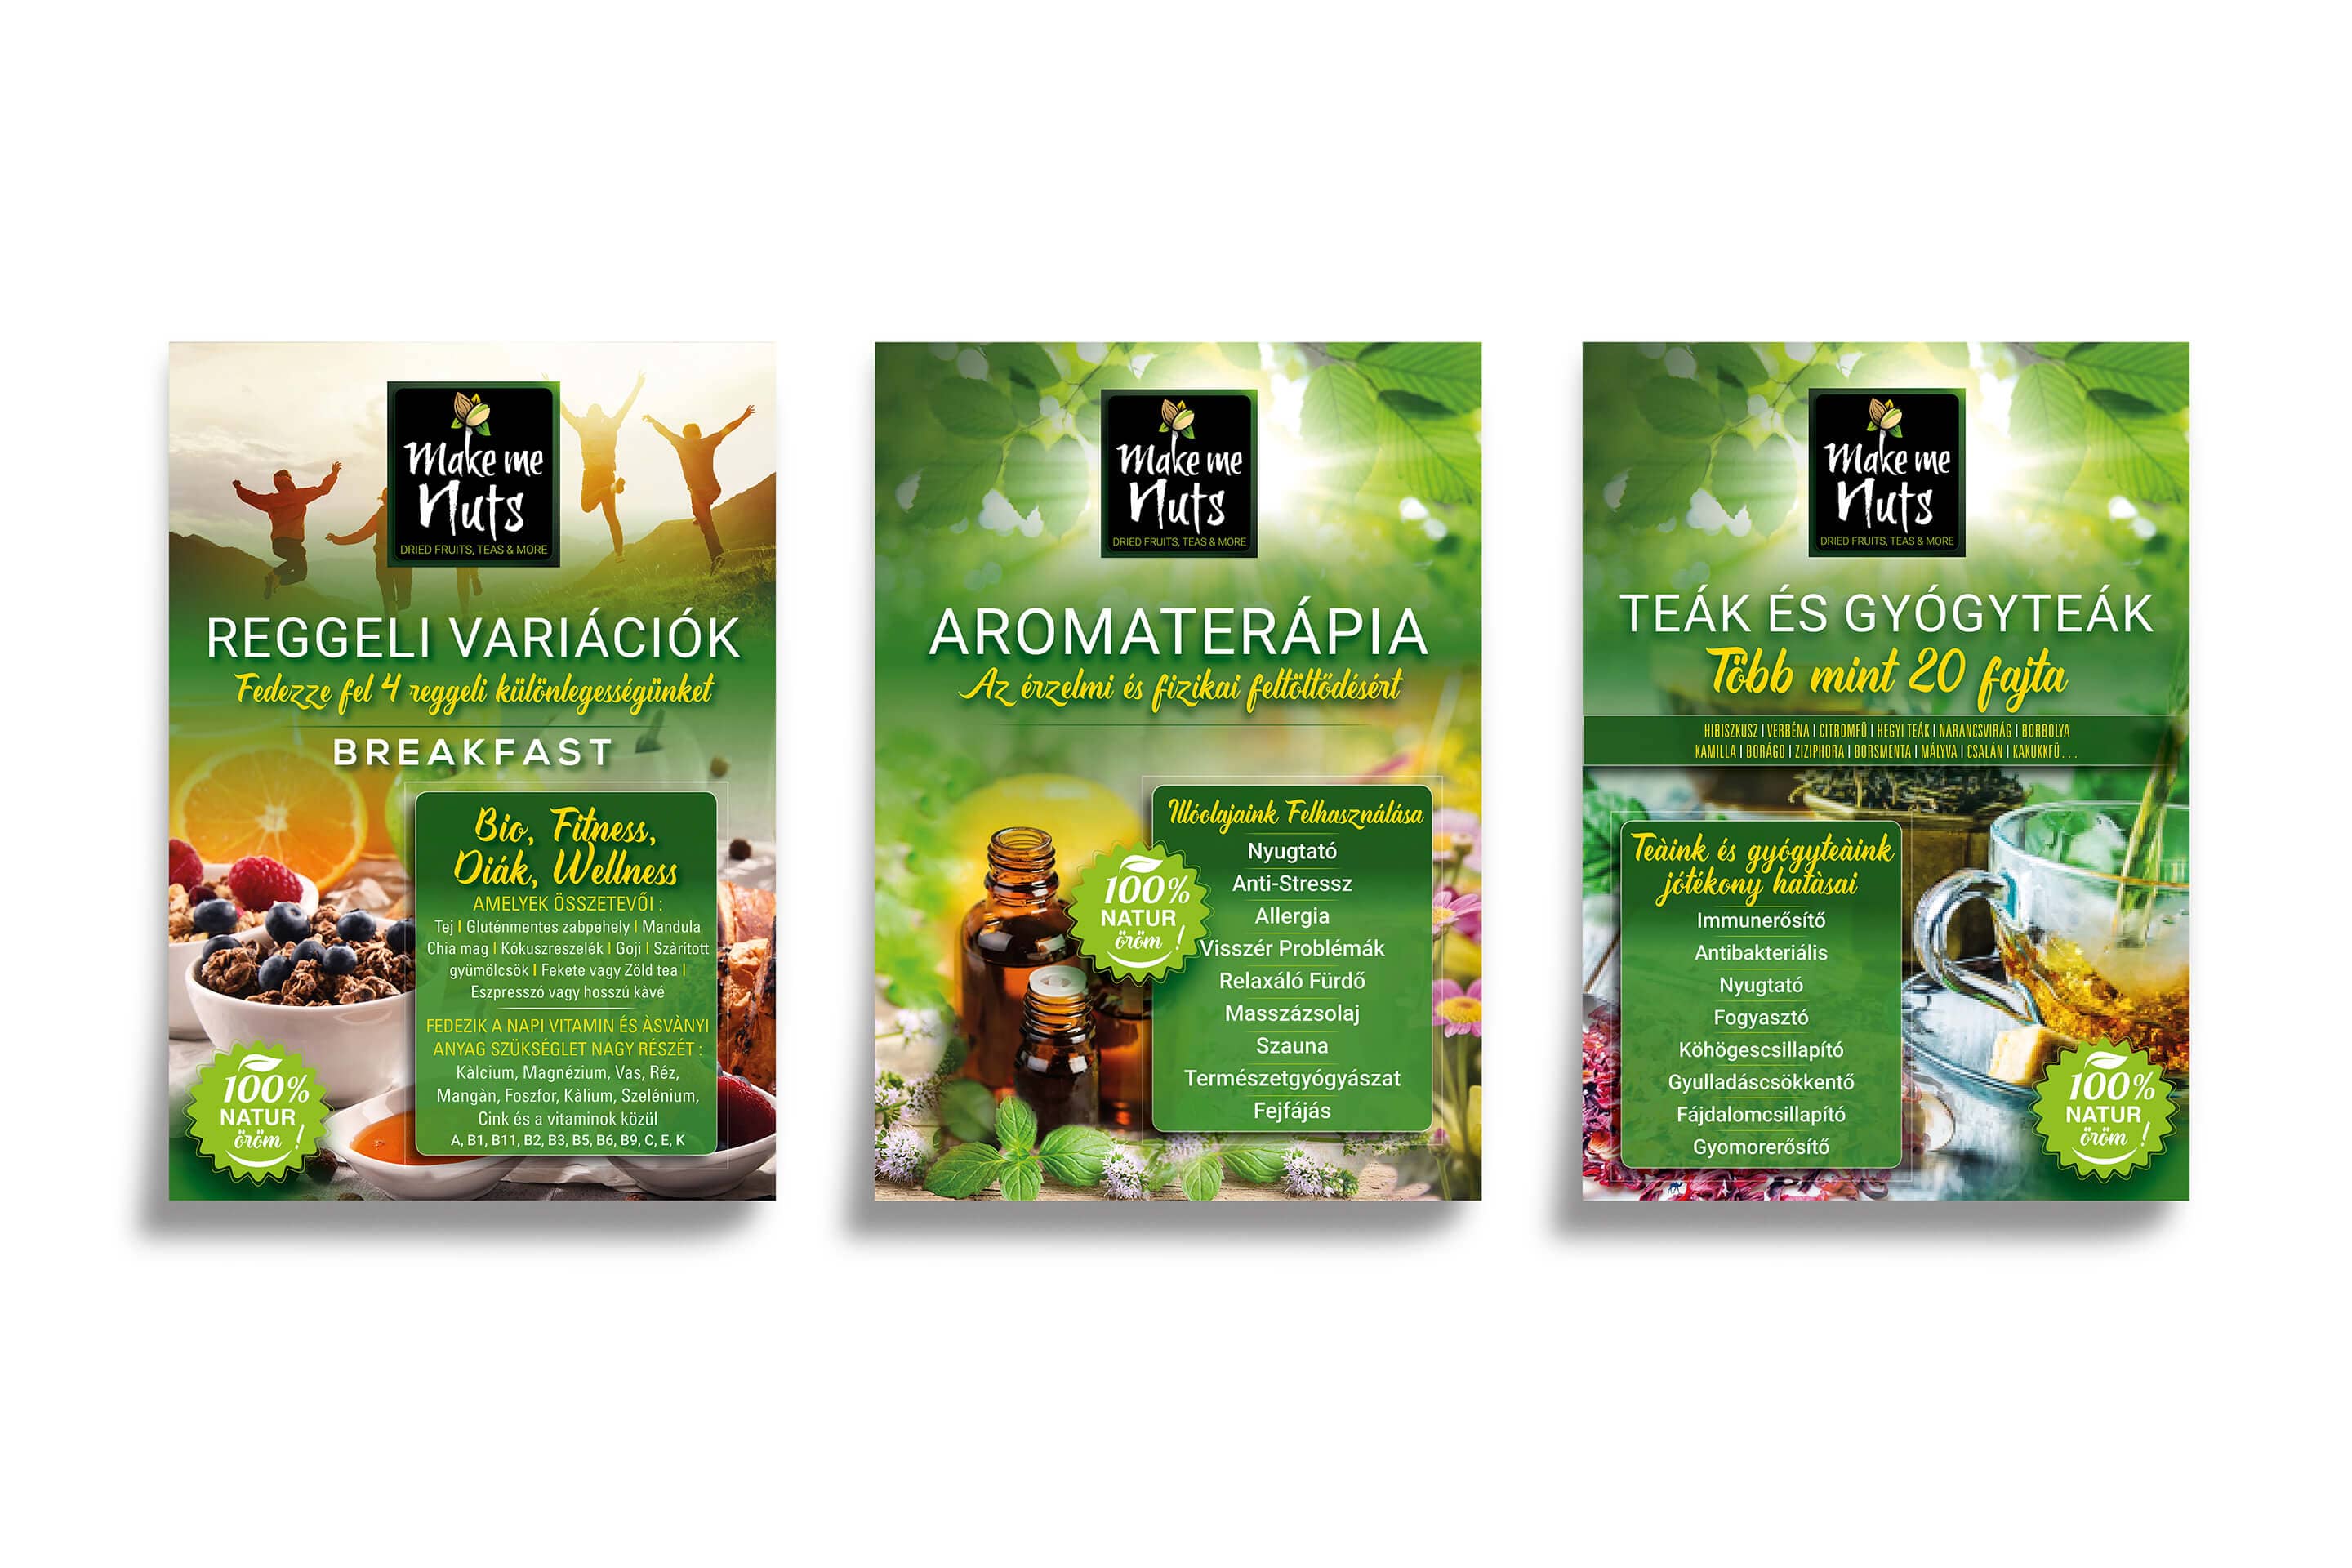 Make me
Nuts
DRIED FRUITS, TEAS & MORE
REGGELI VARIÁCIÓK
Fedezze fel 4 reggeli különlegességünket
BREAKFAST
Bio, Fitness,
Diák, Wellness
AMELYEK ÖSSZETEVŐI :
Tej | Gluténmentes zabpehely | Mandula
Chia mag | Kókuszreszelék | Goji | Szàrított
gyümölcsök | Fekete vagy Zöld tea |
Eszpresszó vagy hosszú kàvé
FEDEZIK A NAPI VITAMIN ÉS ÀSVÀNYI
ANYAG SZÜKSÉGLET NAGY RÉSZÉT :
Kàlcium, Magnézium, Vas, Réz,
Mangàn, Foszfor, Kàlium, Szelénium,
Cink és a vitaminok közül
A, B1, B11, B2, B3, B5, B6, B9, C, E, K
100%
NATUR
öröm !
Make me
Nuts
DRIED FRUITS, TEAS & MORE
AROMATERÁPIA
Az érzelmi és fizikai feltöltődésért
Illóolajaink Felhasználása
Nyugtató
Anti-Stressz
Allergia
Visszér Problémák
Relaxáló Fürdő
Masszázsolaj
Szauna
Természetgyógyászat
Fejfájás
100%
NATUR
öröm !
Make me
Nuts
DRIED FRUITS, TEAS & MORE
TEÁK ÉS GYÓGYTEÁK
Több mint 20 fajta
HIBISZKUSZ | VERBÉNA | CITROMFŰ | HEGYI TEÁK | NARANCSVIRÁG | BORBOLYA
KAMILLA | BORÁGO | ZIZIPHORA | BORSMENTA | MÁLYVA | CSALÁN | KAKUKKFŰ . . .
Teàink és gyógyteàink
jótékony hatàsai
Immunerősítő
Antibakteriális
Nyugtató
Fogyasztó
Köhögescsillapító
Gyulladáscsökkentő
Fájdalomcsillapító
Gyomorerősítő
100%
NATUR
öröm !